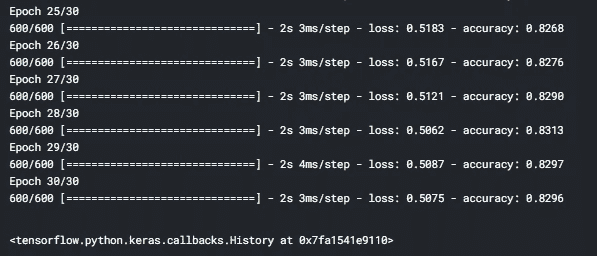 Epoch 25/30
600/600 [==============================] - 2s 3ms/step - loss: 0.5183 - accuracy: 0.8268
Epoch 26/30
600/600 [==============================] - 2s 3ms/step - loss: 0.5167 - accuracy: 0.8276
Epoch 27/30
600/600 [==============================] - 2s 3ms/step - loss: 0.5121 - accuracy: 0.8290
Epoch 28/30
600/600 [==============================] - 2s 3ms/step - loss: 0.5062 - accuracy: 0.8313
Epoch 29/30
600/600 [==============================] - 2s 4ms/step - loss: 0.5087 - accuracy: 0.8297
Epoch 30/30
600/600 [==============================] - 2s 3ms/step - loss: 0.5075 - accuracy: 0.8296
<tensorflow.python.keras.callbacks.History at 0x7fa1541e9110>